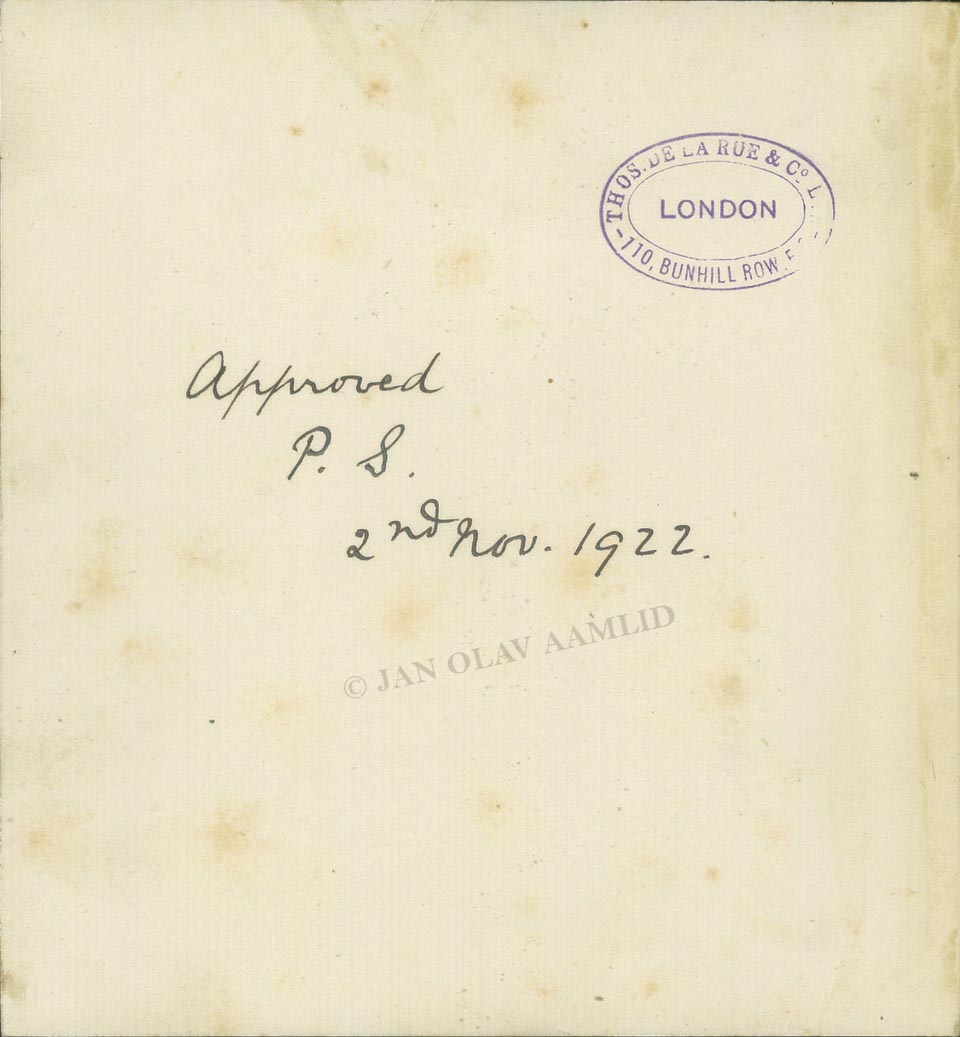 THOS. DE LA RUE & Co. L
LONDON
-110, BUNHILL ROW. E
Approved
P. S.
2nd Nov. 1922.
© JAN OLAV AAMLID